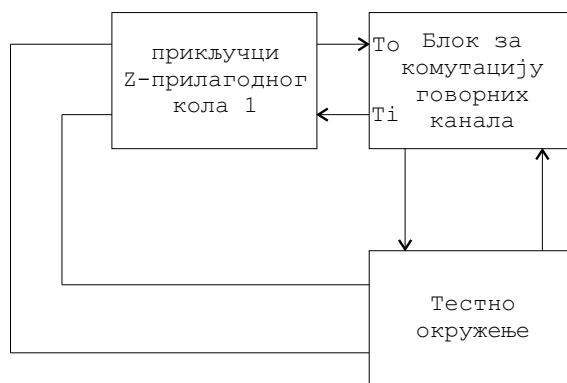 прикључци
Z-прилагодног
кола 1
To
Ti
Блок за
комутацију
говорних
канала
Тестно
окружење